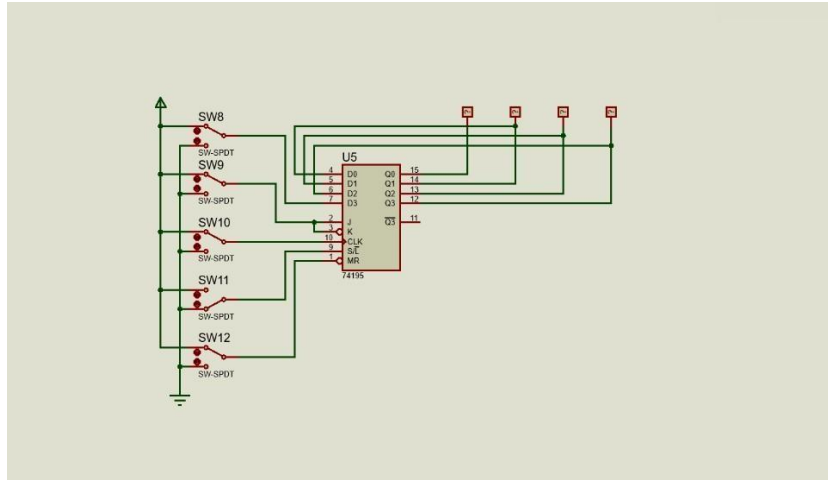 SW8
SW-SPDT
SW9
SW-SPDT
SW10
SW-SPDT
SW11
SW-SPDT
SW12
SW-SPDT
U5
4 D0 Q0 15
5 D1 Q1 14
6 D2 Q2 13
7 D3 Q3 12
2 J Q3 11
3 K
10 CLK
9 S/L
1 MR
74195
? ? ? ?